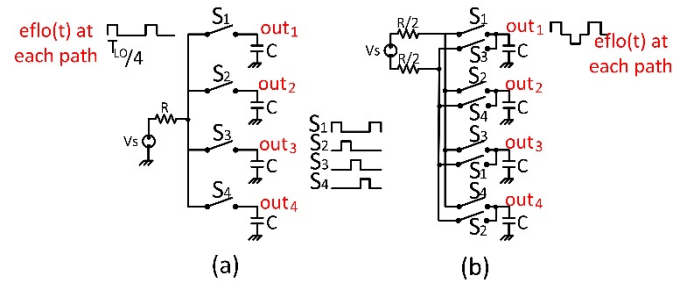 eflo(t) at
each path
T_LO/4
S1
out1
C
S2
out2
C
R
Vs
S3
out3
C
S4
out4
C
(a)
S1
S2
S3
S4
R/2
R/2
Vs
S1
S3
out1
C
S2
S4
out2
C
S3
S1
out3
C
S4
S2
out4
C
eflo(t) at
each path
(b)